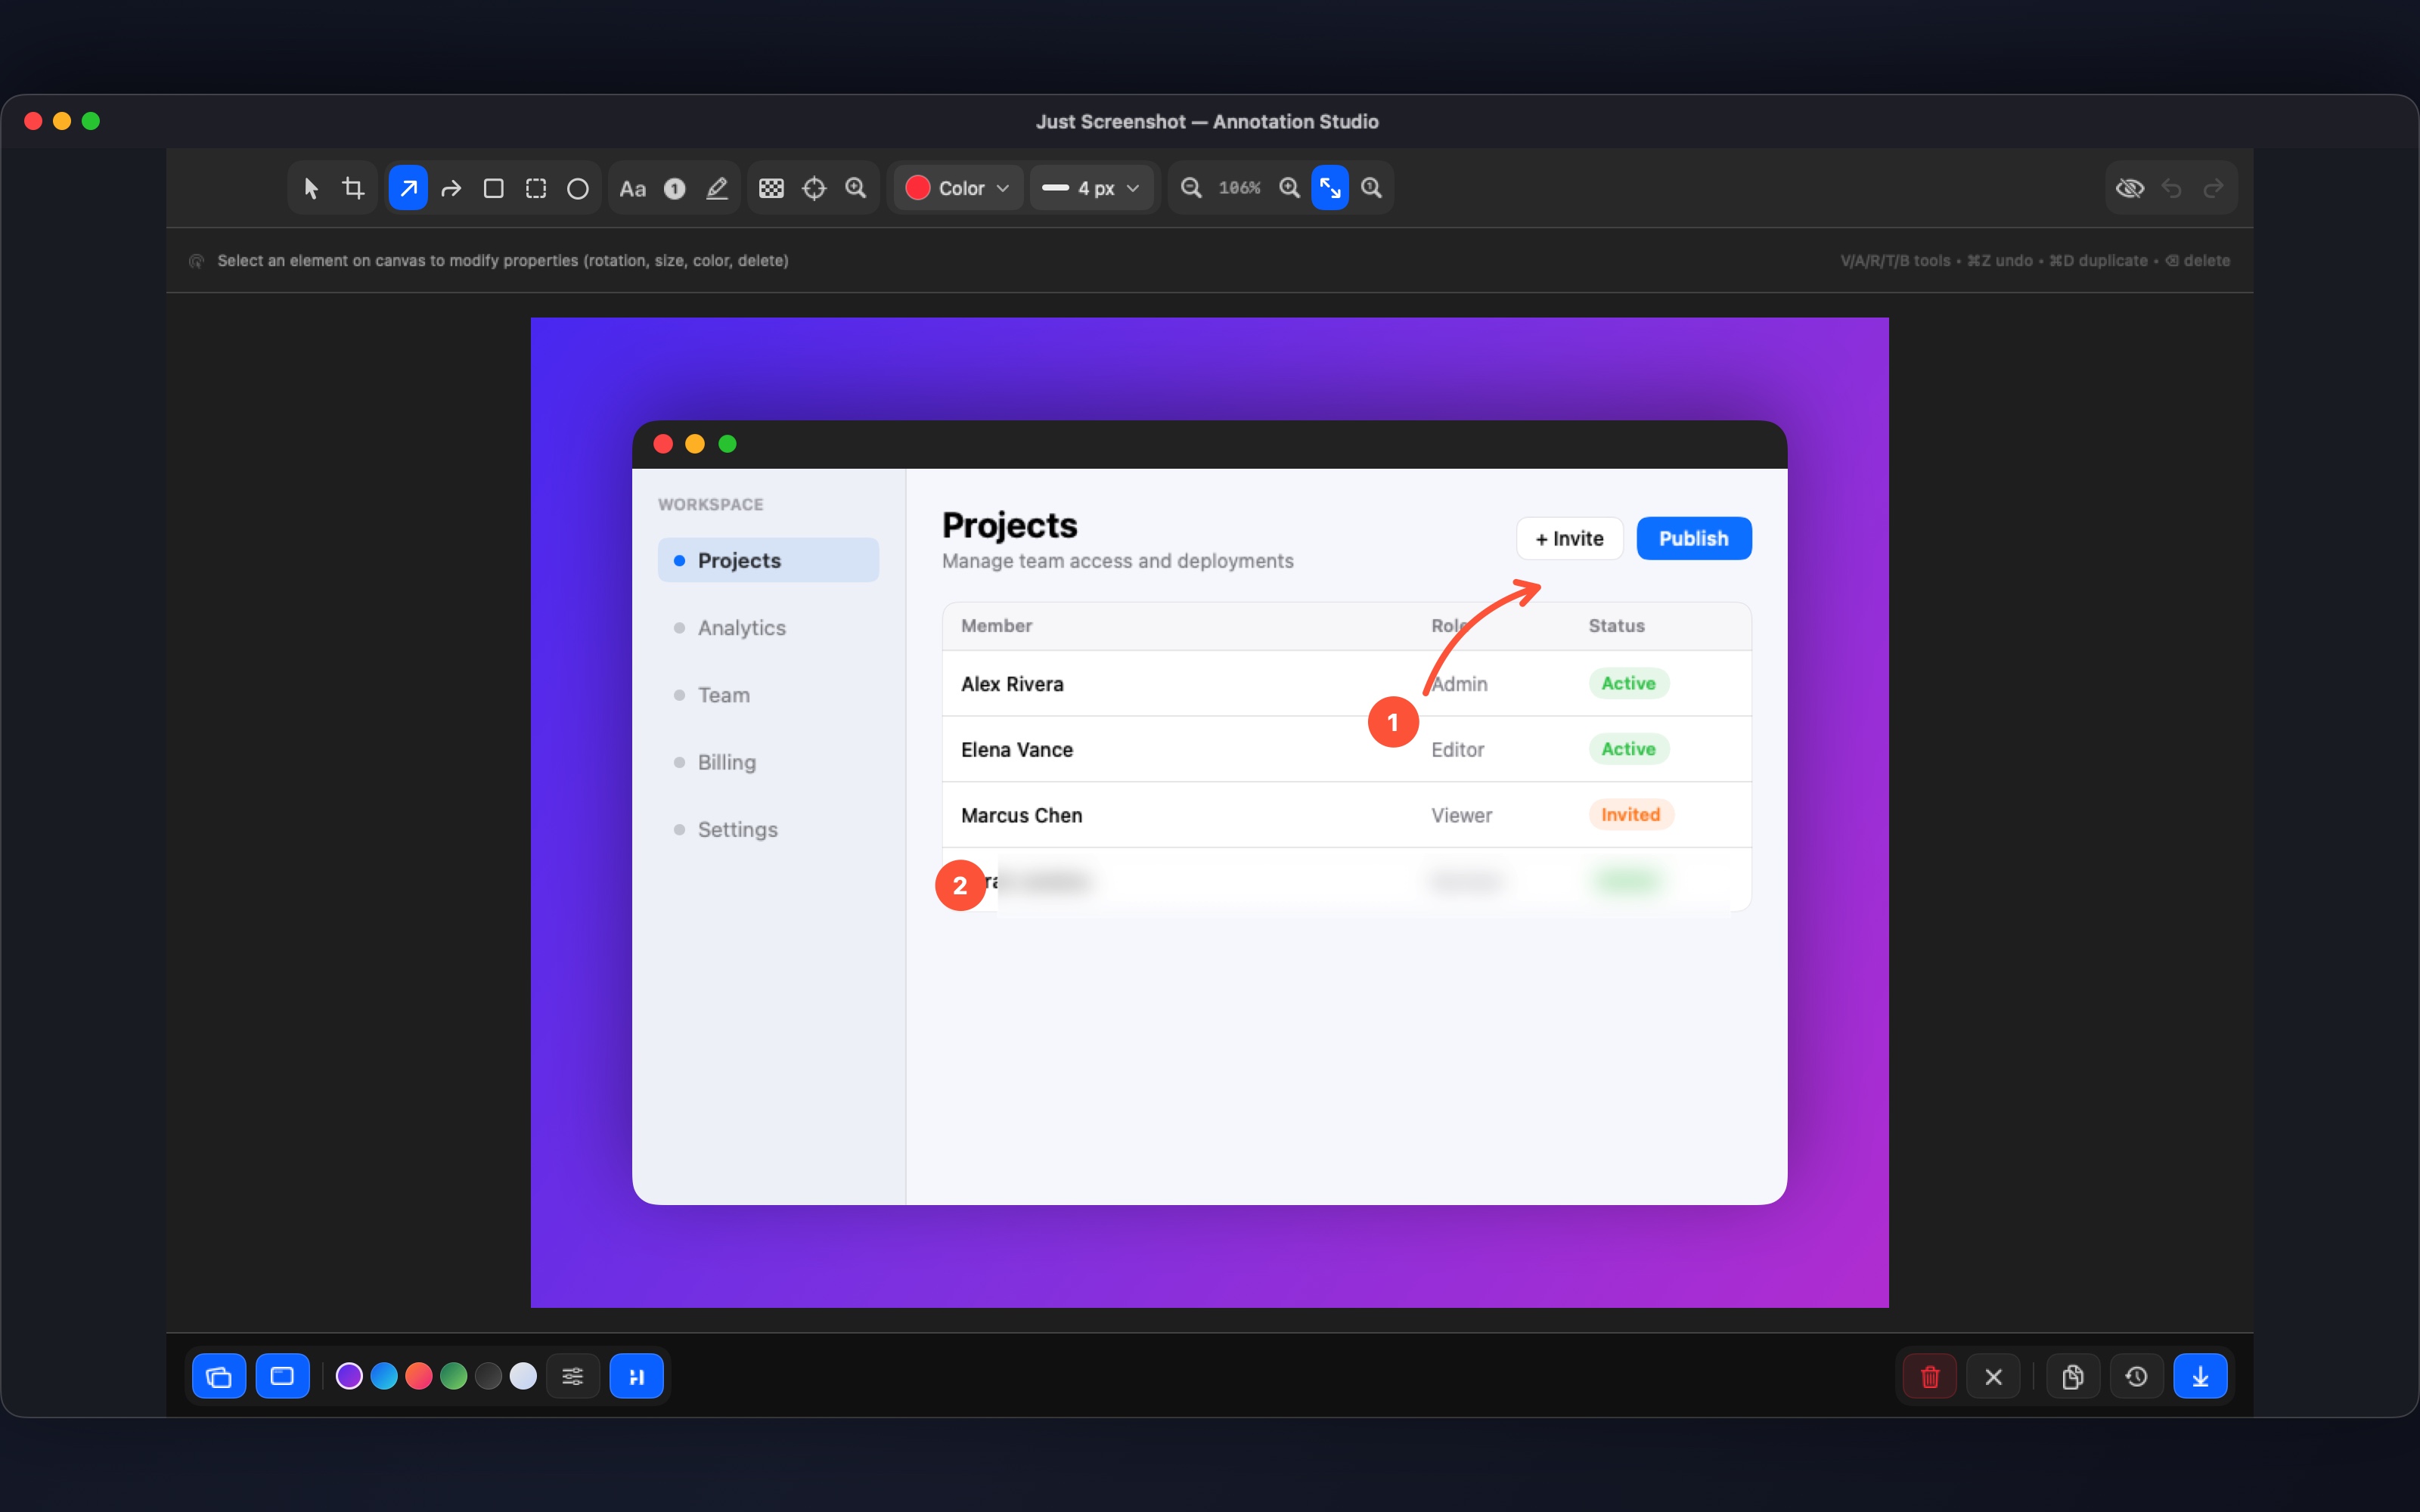 Just Screenshot — Annotation Studio
Aa 1 Color 4 px 106%
Select an element on canvas to modify properties (rotation, size, color, delete)
V/A/R/T/B tools • ⌘Z undo • ⌘D duplicate • ⌫ delete
WORKSPACE
Projects
Analytics
Team
Billing
Settings
Projects
Manage team access and deployments
+ Invite
Publish
Member Role Status
Alex Rivera Admin Active
1
Elena Vance Editor Active
Marcus Chen Viewer Invited
2